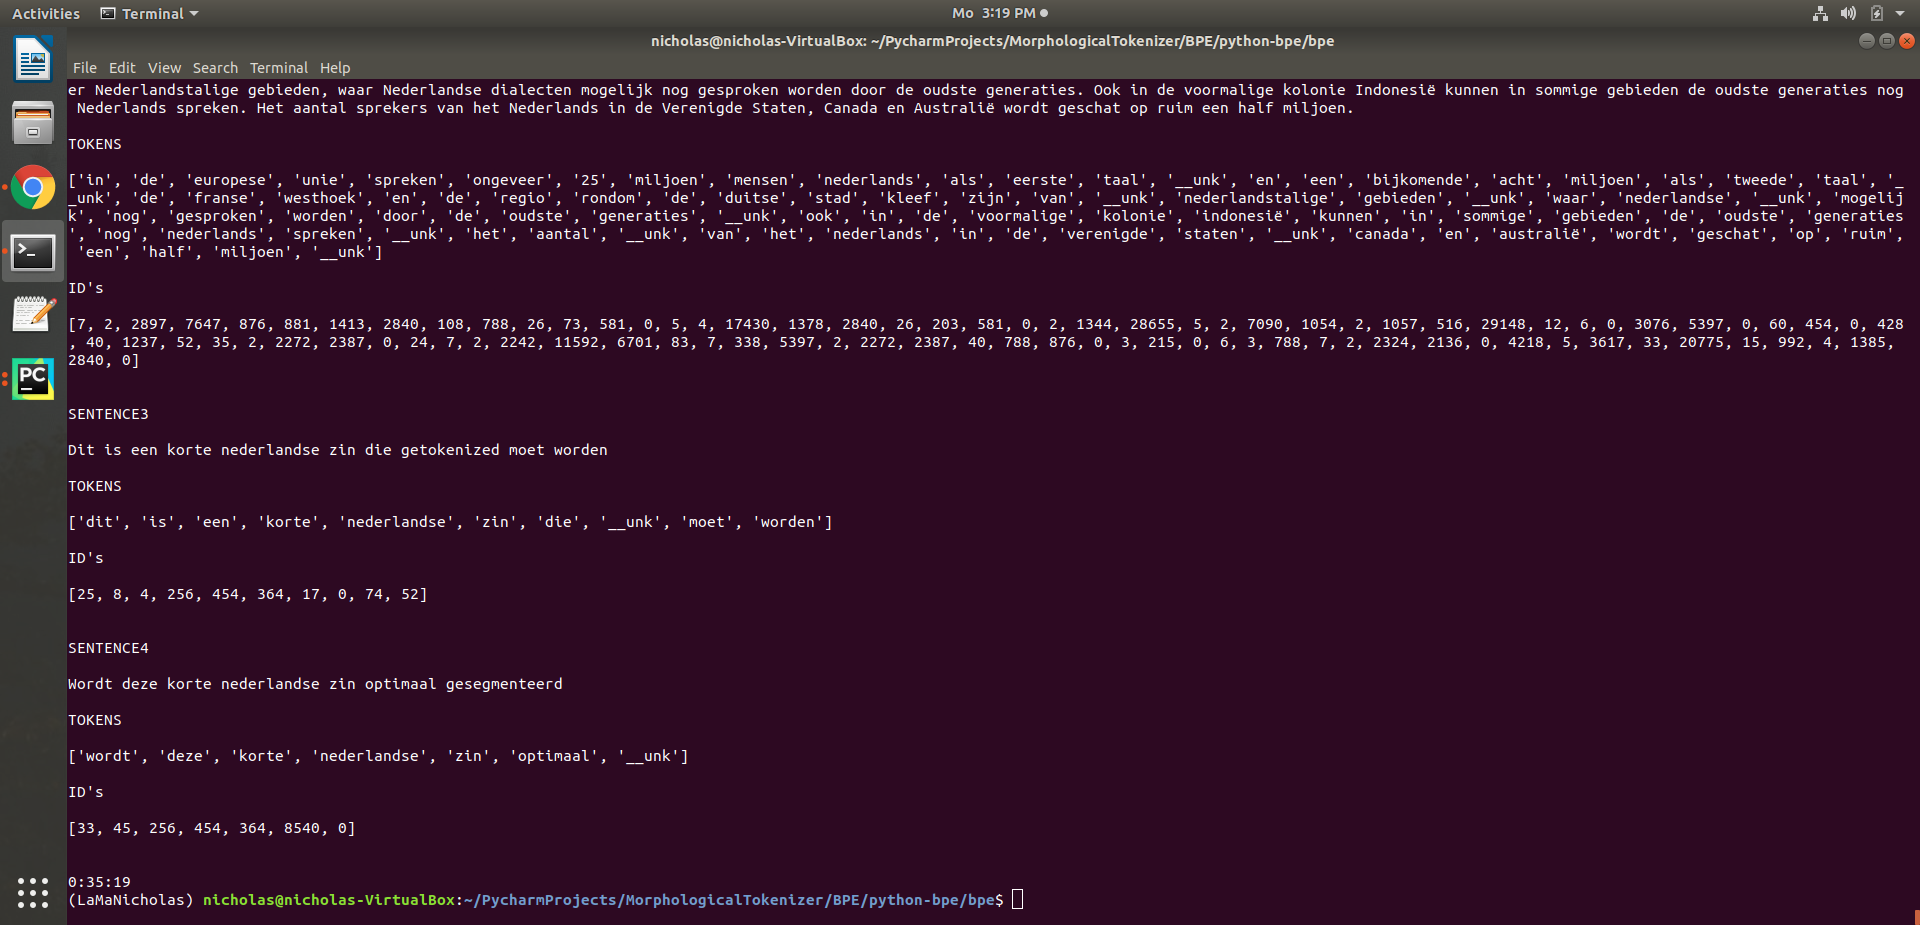 Activities
Terminal
Mo 3:19 PM
nicholas@nicholas-VirtualBox: ~/PycharmProjects/MorphologicalTokenizer/BPE/python-bpe/bpe
File Edit View Search Terminal Help
er Nederlandstalige gebieden, waar Nederlandse dialecten mogelijk nog gesproken worden door de oudste generaties. Ook in de voormalige kolonie Indonesië kunnen in sommige gebieden de oudste generaties nog
Nederlands spreken. Het aantal sprekers van het Nederlands in de Verenigde Staten, Canada en Australië wordt geschat op ruim een half miljoen.
TOKENS
['in', 'de', 'europese', 'unie', 'spreken', 'ongeveer', '25', 'miljoen', 'mensen', 'nederlands', 'als', 'eerste', 'taal', '__unk', 'en', 'een', 'bijkomende', 'acht', 'miljoen', 'als', 'tweede', 'taal', '_
_unk', 'de', 'franse', 'westhoek', 'en', 'de', 'regio', 'rondom', 'de', 'duitse', 'stad', 'kleef', 'zijn', 'van', '__unk', 'nederlandstalige', 'gebieden', '__unk', 'waar', 'nederlandse', '__unk', 'mogelij
k', 'nog', 'gesproken', 'worden', 'door', 'de', 'oudste', 'generaties', '__unk', 'ook', 'in', 'de', 'voormalige', 'kolonie', 'indonesië', 'kunnen', 'in', 'sommige', 'gebieden', 'de', 'oudste', 'generaties
', 'nog', 'nederlands', 'spreken', '__unk', 'het', 'aantal', '__unk', 'van', 'het', 'nederlands', 'in', 'de', 'verenigde', 'staten', '__unk', 'canada', 'en', 'australië', 'wordt', 'geschat', 'op', 'ruim',
'een', 'half', 'miljoen', '__unk']
ID's
[7, 2, 2897, 7647, 876, 881, 1413, 2840, 108, 788, 26, 73, 581, 0, 5, 4, 17430, 1378, 2840, 26, 203, 581, 0, 2, 1344, 28655, 5, 2, 7090, 1054, 2, 1057, 516, 29148, 12, 6, 0, 3076, 5397, 0, 60, 454, 0, 428
, 40, 1237, 52, 35, 2, 2272, 2387, 0, 24, 7, 2, 2242, 11592, 6701, 83, 7, 338, 5397, 2, 2272, 2387, 40, 788, 876, 0, 3, 215, 0, 6, 3, 788, 7, 2, 2324, 2136, 0, 4218, 5, 3617, 33, 20775, 15, 992, 4, 1385,
2840, 0]
SENTENCE3
Dit is een korte nederlandse zin die getokenized moet worden
TOKENS
['dit', 'is', 'een', 'korte', 'nederlandse', 'zin', 'die', '__unk', 'moet', 'worden']
ID's
[25, 8, 4, 256, 454, 364, 17, 0, 74, 52]
SENTENCE4
Wordt deze korte nederlandse zin optimaal gesegmenteerd
TOKENS
['wordt', 'deze', 'korte', 'nederlandse', 'zin', 'optimaal', '__unk']
ID's
[33, 45, 256, 454, 364, 8540, 0]
0:35:19
(LaMaNicholas) nicholas@nicholas-VirtualBox:~/PycharmProjects/MorphologicalTokenizer/BPE/python-bpe/bpe$
PC